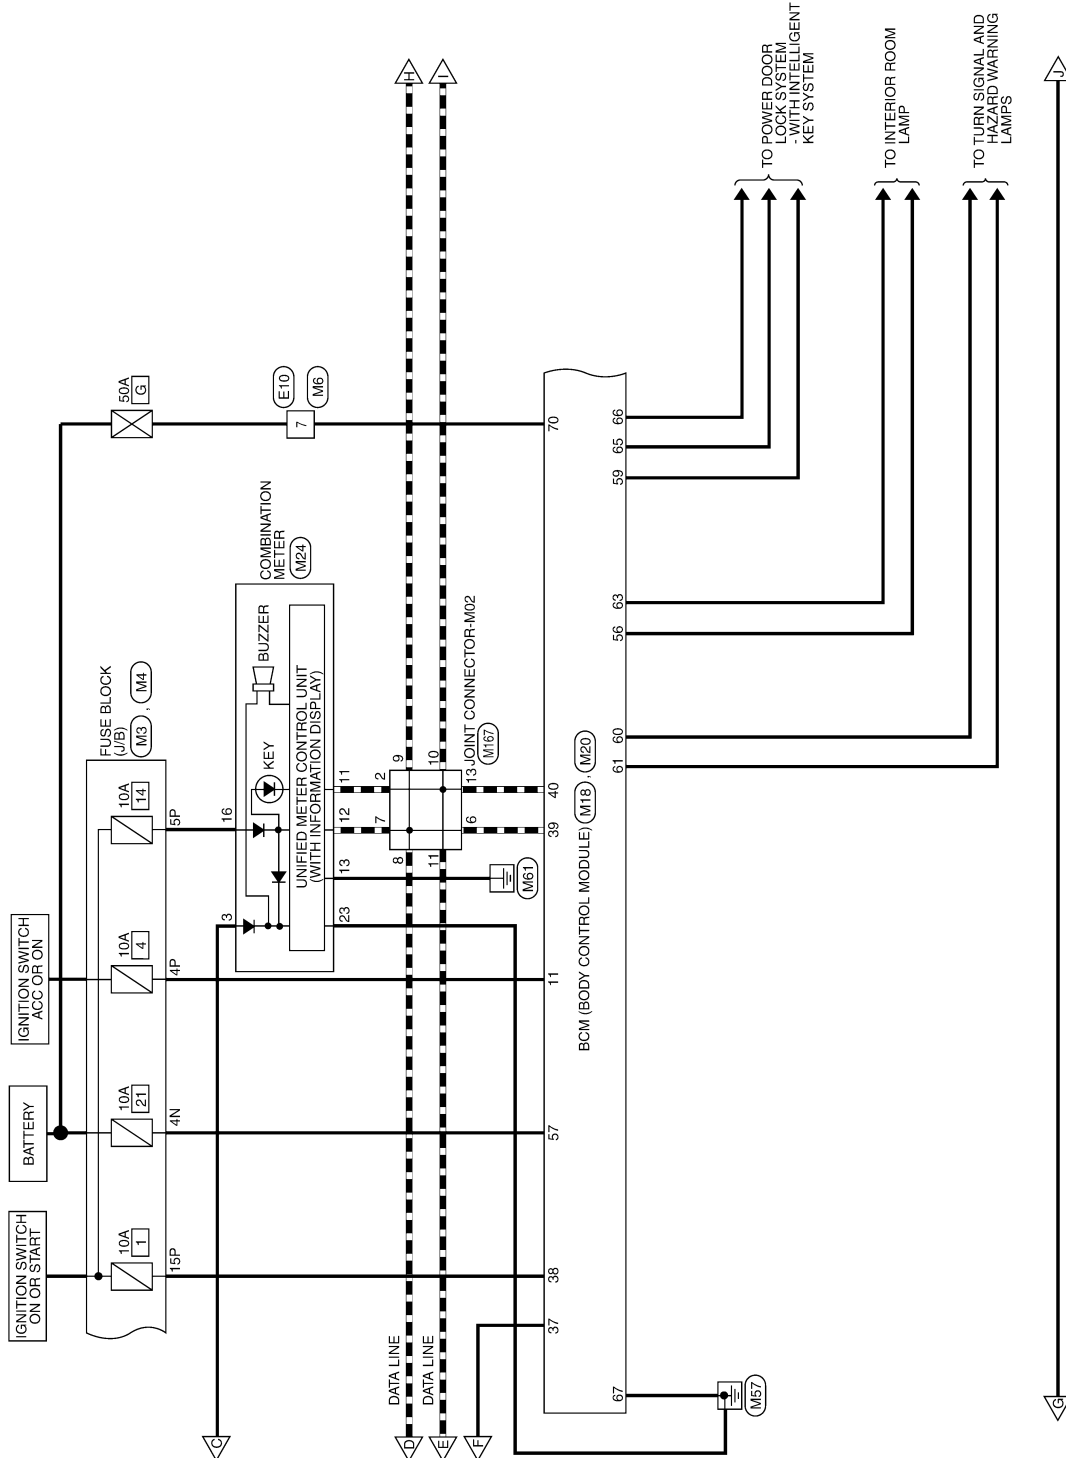 IGNITION SWITCH
ON OR START
BATTERY
IGNITION SWITCH
ACC OR ON
FUSE BLOCK
(J/B)
M3 , M4
10A
1
10A
21
10A
4
10A
14
50A
G
15P
4N
4P
5P
E10
M6
7
C
3
16
COMBINATION
METER
M24
BUZZER
KEY
UNIFIED METER CONTROL UNIT
(WITH INFORMATION DISPLAY)
23
13
12
11
DATA LINE
DATA LINE
D
E
F
H
I
8
7
2
9
11
10
6
13
JOINT CONNECTOR-M02
M167
M61
37
38
57
11
39
40
70
BCM (BODY CONTROL MODULE) M18 , M20
67
61
60
56
63
59
65
66
M57
TO POWER DOOR
LOCK SYSTEM
- WITH INTELLIGENT
KEY SYSTEM
TO INTERIOR ROOM
LAMP
TO TURN SIGNAL AND
HAZARD WARNING
LAMPS
G
J